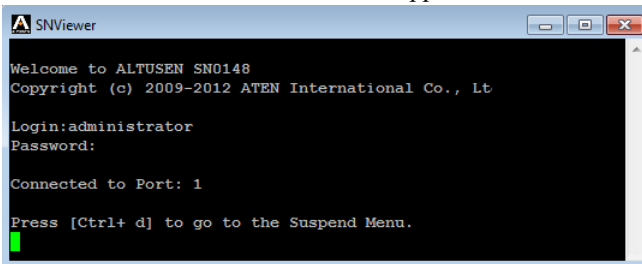 SNViewer
Welcome to ALTUSEN SN0148
Copyright (c) 2009-2012 ATEN International Co., Lt
Login:administrator
Password:
Connected to Port: 1
Press [Ctrl+ d] to go to the Suspend Menu.